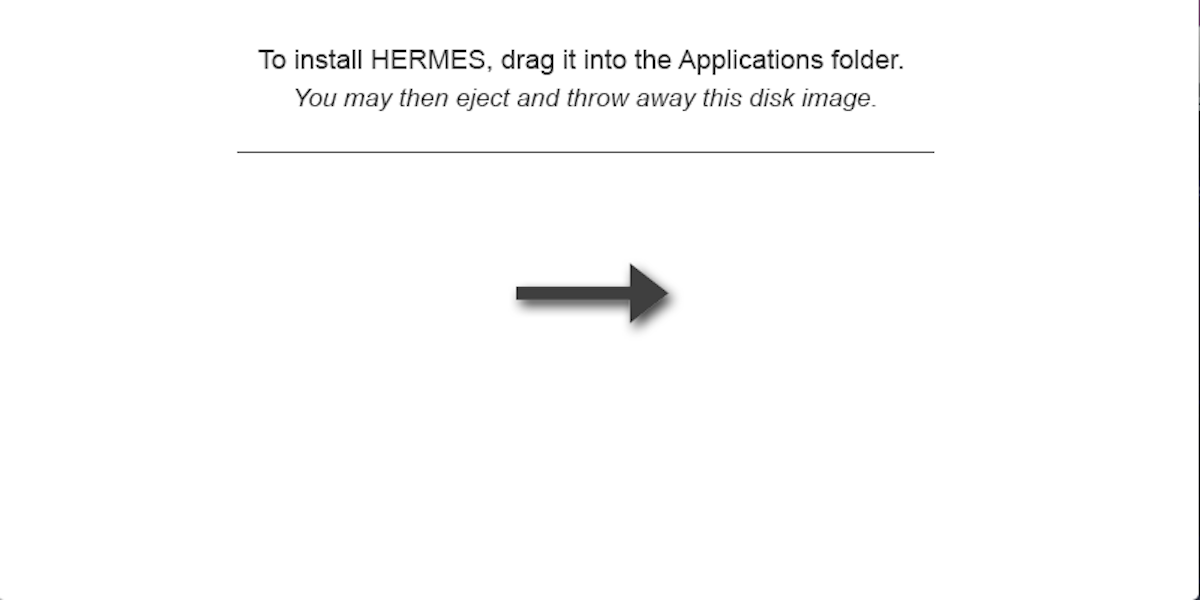 To install HERMES, drag it into the Applications folder.
You may then eject and throw away this disk image.